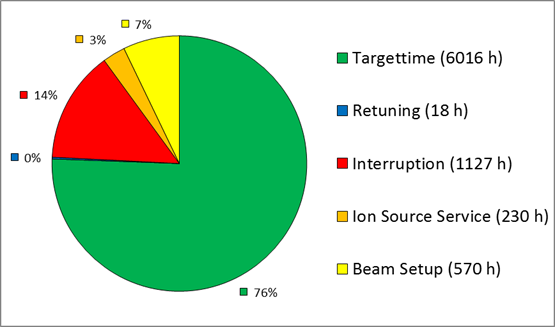 7%
3%
14%
0%
76%
Targettime (6016 h)
Retuning (18 h)
Interruption (1127 h)
Ion Source Service (230 h)
Beam Setup (570 h)